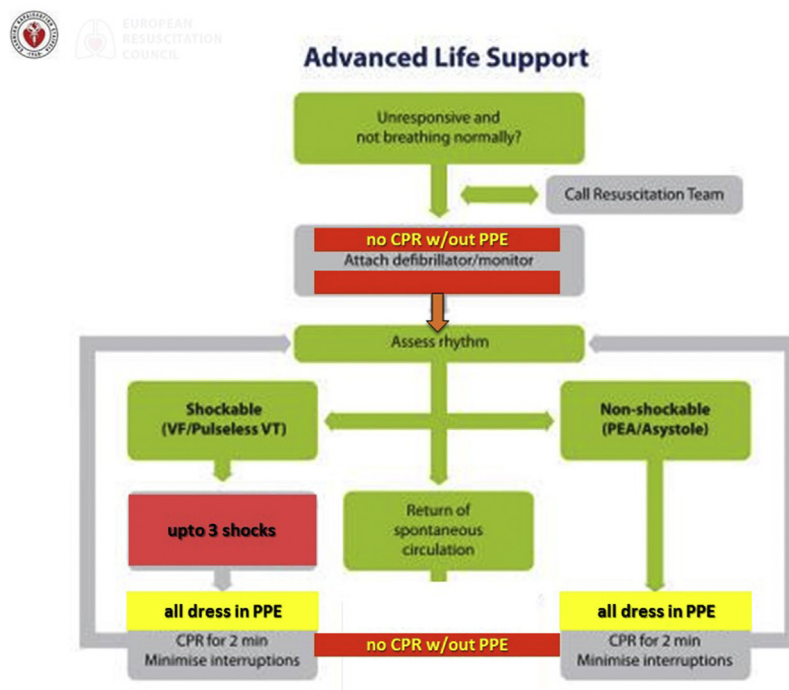 EUROPEAN
RESUSCITATION
COUNCIL
Advanced Life Support
Unresponsive and
not breathing normally?
Call Resuscitation Team
no CPR w/out PPE
Attach defibrillator/monitor
Assess rhythm
Shockable
(VF/Pulseless VT)
Non-shockable
(PEA/Asystole)
upto 3 shocks
Return of
spontaneous
circulation
all dress in PPE
CPR for 2 min
Minimise interruptions
no CPR w/out PPE
all dress in PPE
CPR for 2 min
Minimise interruptions